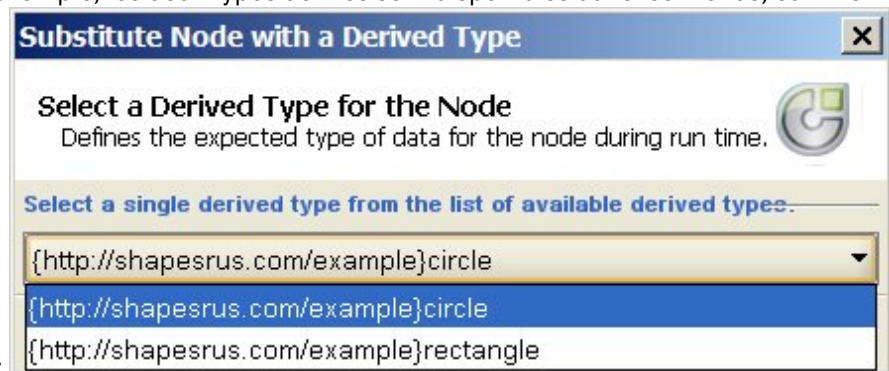 Substitute Node with a Derived Type
Select a Derived Type for the Node
Defines the expected type of data for the node during run time.
Select a single derived type from the list of available derived types.
{http://shapesrus.com/example}circle
{http://shapesrus.com/example}circle
{http://shapesrus.com/example}rectangle